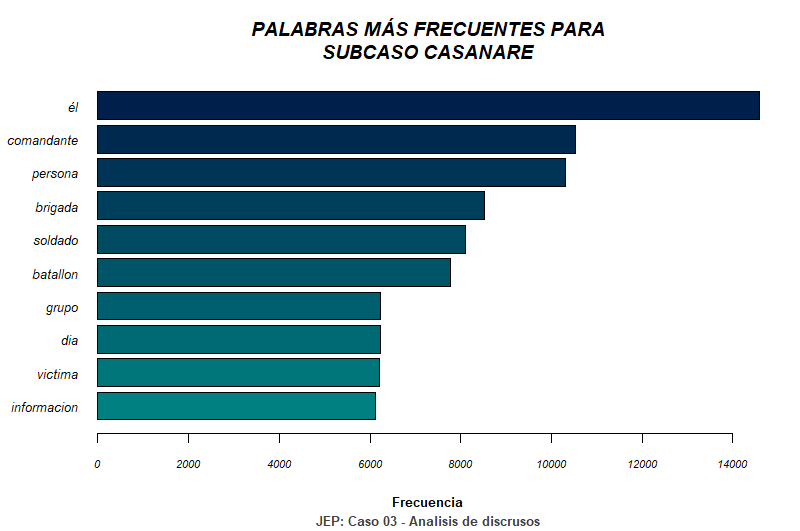 PALABRAS MÁS FRECUENTES PARA
SUBCASO CASANARE
él
comandante
persona
brigada
soldado
batallon
grupo
dia
victima
informacion
0 2000 4000 6000 8000 10000 12000 14000
Frecuencia
JEP: Caso 03 - Analisis de discrusos